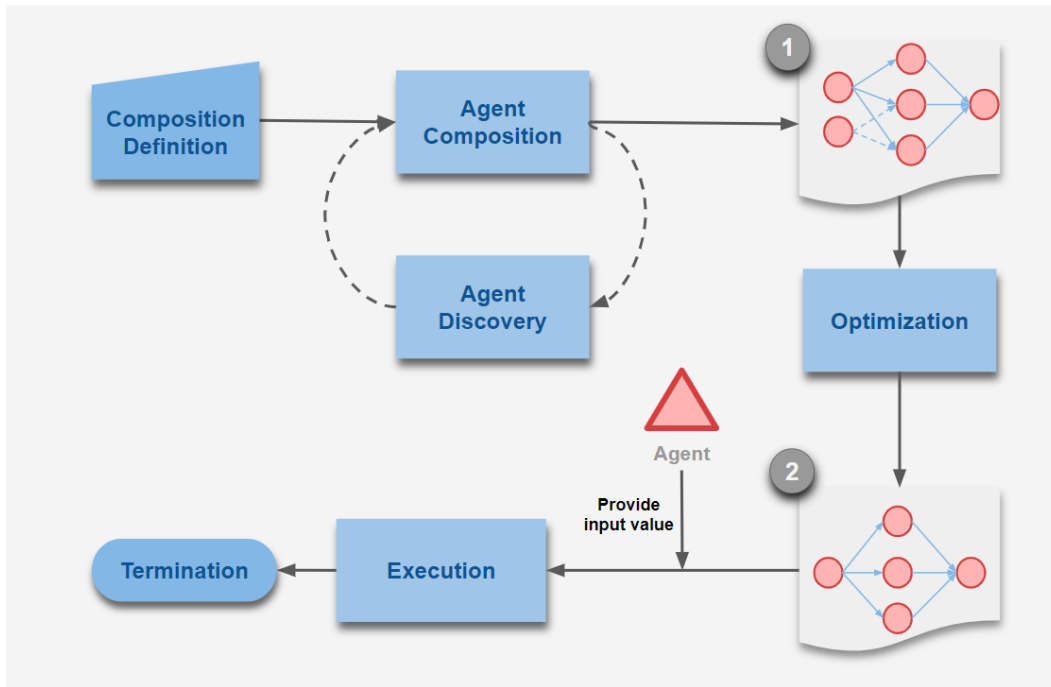 1
Composition
Definition
Agent
Composition
Agent
Discovery
Optimization
Agent
Provide
input value
2
Termination
Execution